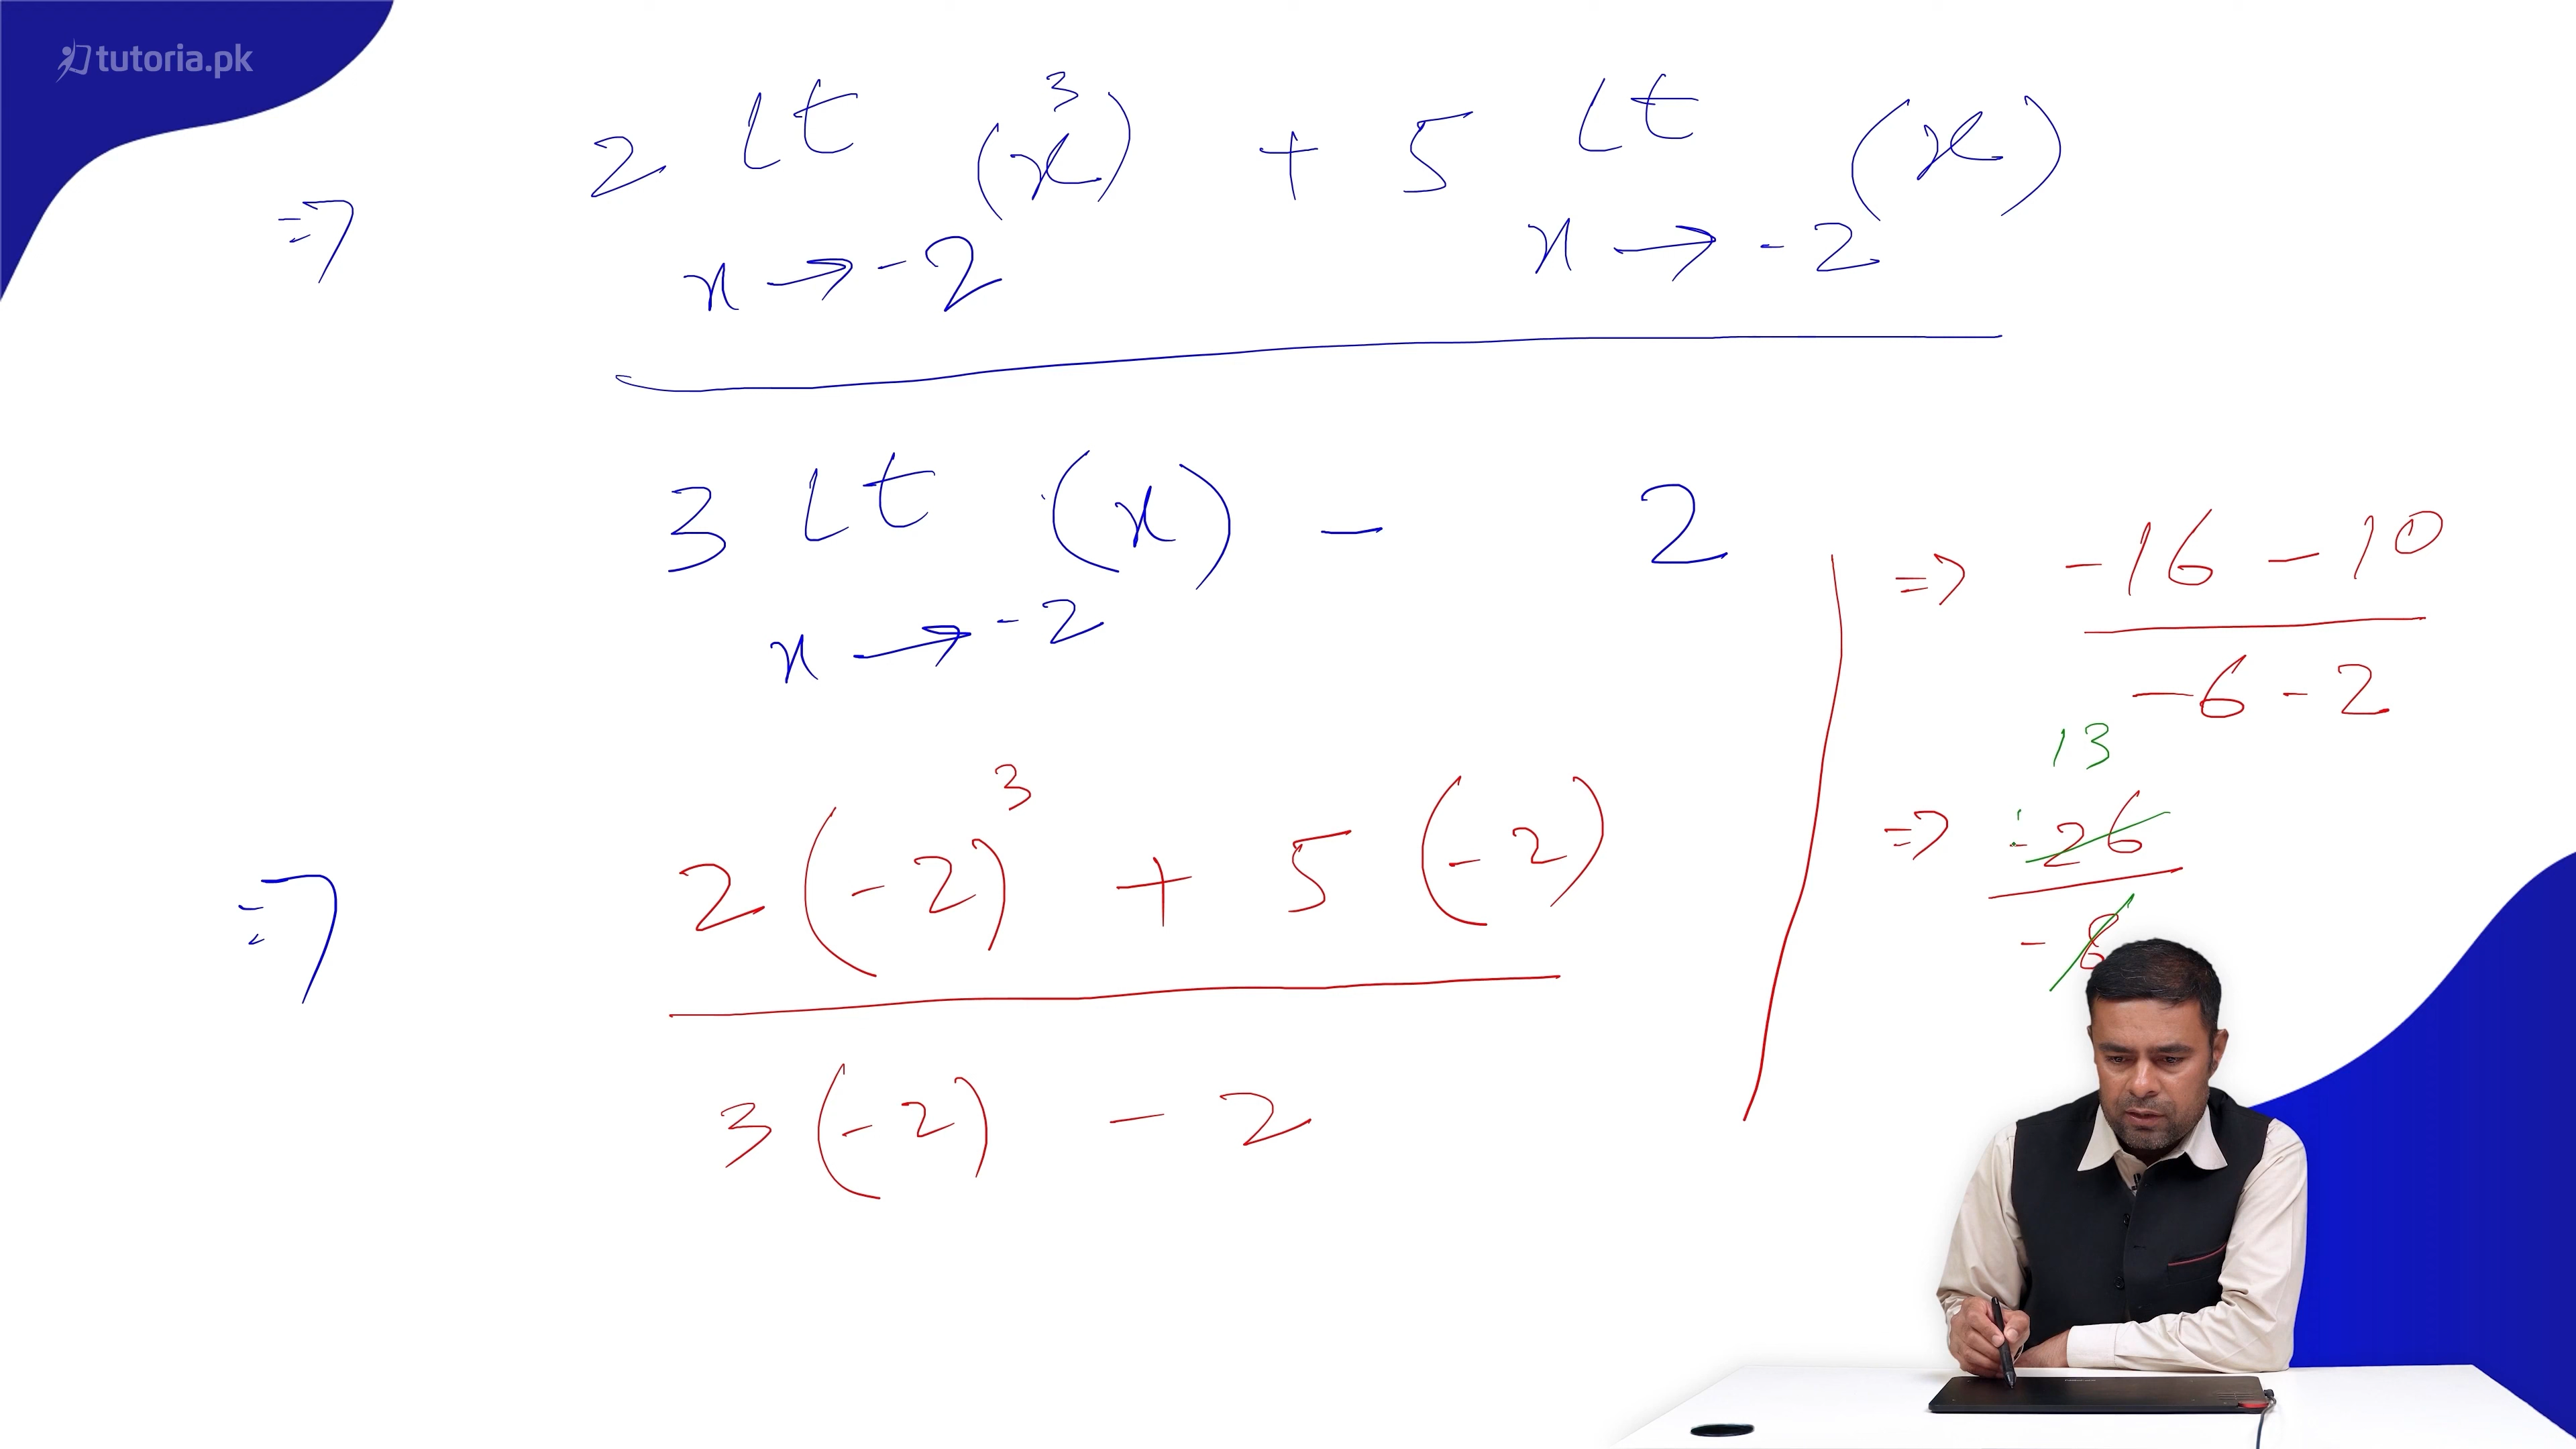 tutoria.pk
⇒ 2 Lt (x³) + 5 Lt (x)
x → -2 x → -2
3 Lt (x) - 2
x → -2
⇒ 2(-2)³ + 5(-2)
3(-2) - 2
⇒ -16 - 10
-6 - 2
13
⇒ -26
-8